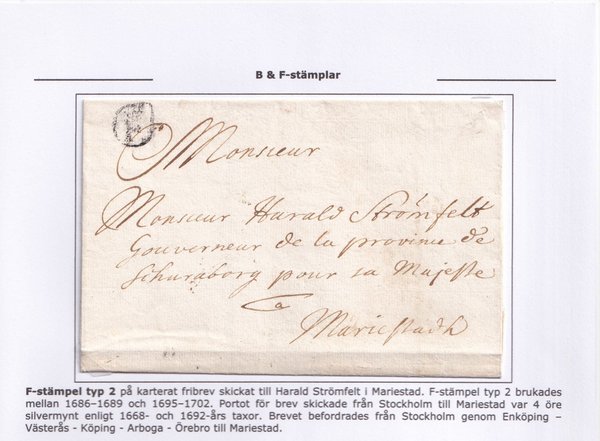 B & F-stämplar
F
Monsieur
Monsieur Harald Strömfelt
Gouverneur de la province de
Schuraborg pour sa Majeste
a
Mariestadh
F-stämpel typ 2 på karterat fribrev skickat till Harald Strömfelt i Mariestad. F-stämpel typ 2 brukades
mellan 1686–1689 och 1695-1702. Portot för brev skickade från Stockholm till Mariestad var 4 öre
silvermynt enligt 1668- och 1692-års taxor. Brevet befordrades från Stockholm genom Enköping –
Västerås - Köping - Arboga - Örebro till Mariestad.